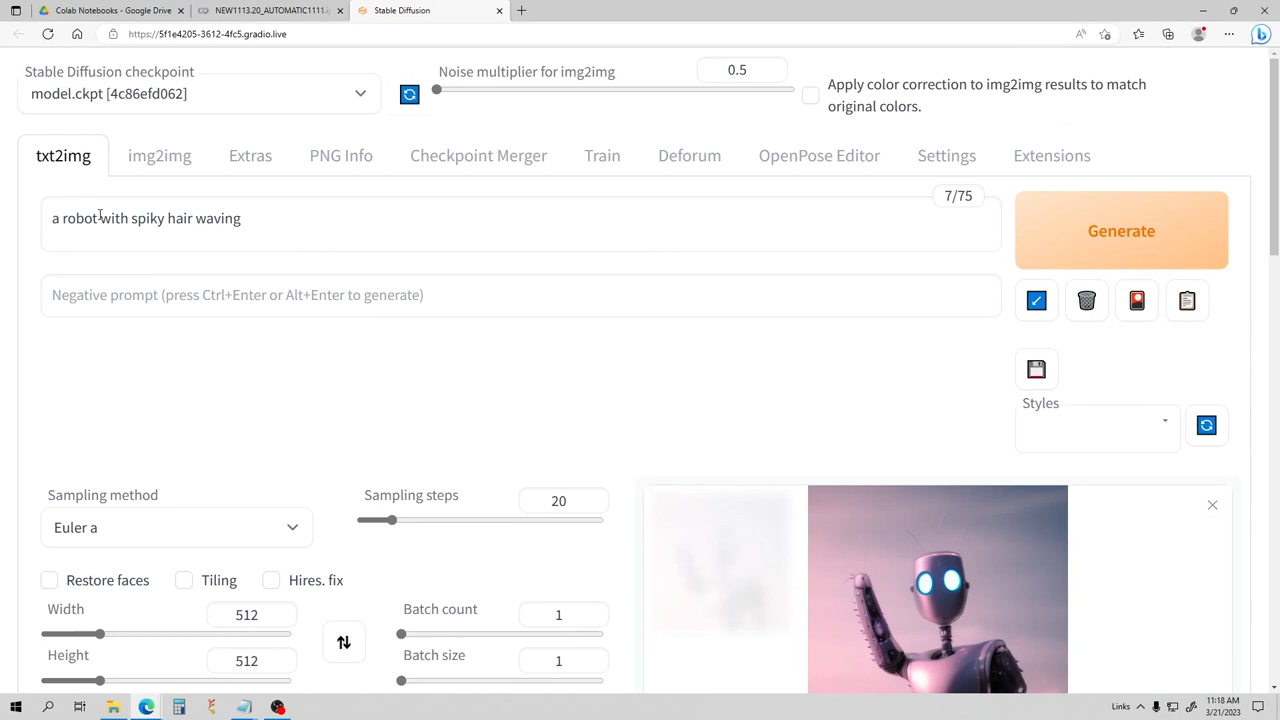 Colab Notebooks - Google Drive
NEW1113.20_AUTOMATIC1111.i
Stable Diffusion
https://5f1e4205-3612-4fc5.gradio.live
Stable Diffusion checkpoint
model.ckpt [4c86efd062]
Noise multiplier for img2img
0.5
Apply color correction to img2img results to match
original colors.
txt2img
img2img
Extras
PNG Info
Checkpoint Merger
Train
Deforum
OpenPose Editor
Settings
Extensions
a robot with spiky hair waving
7/75
Generate
Negative prompt (press Ctrl+Enter or Alt+Enter to generate)
Styles
Sampling method
Euler a
Sampling steps
20
Restore faces
Tiling
Hires. fix
Width
512
Height
512
Batch count
1
Batch size
1
Links
11:18 AM
3/21/2023